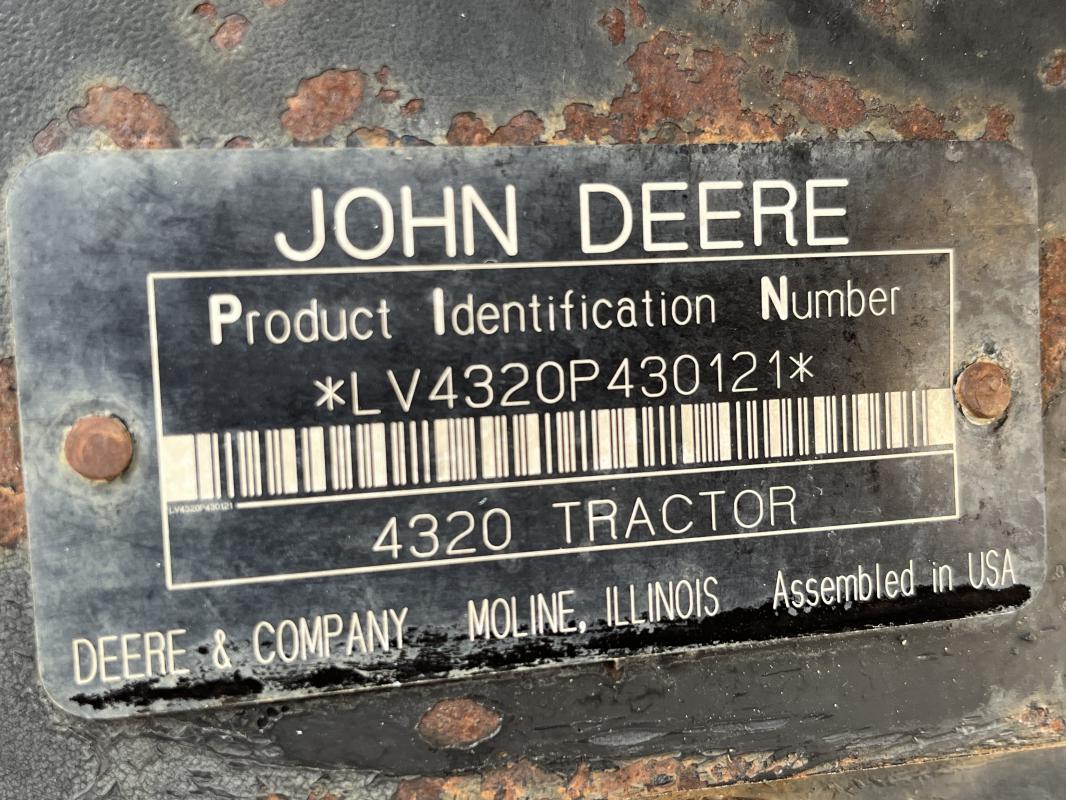 JOHN DEERE
Product Identification Number
*LV4320P430121*
LV4320P430121
4320 TRACTOR
DEERE & COMPANY MOLINE, ILLINOIS Assembled in USA